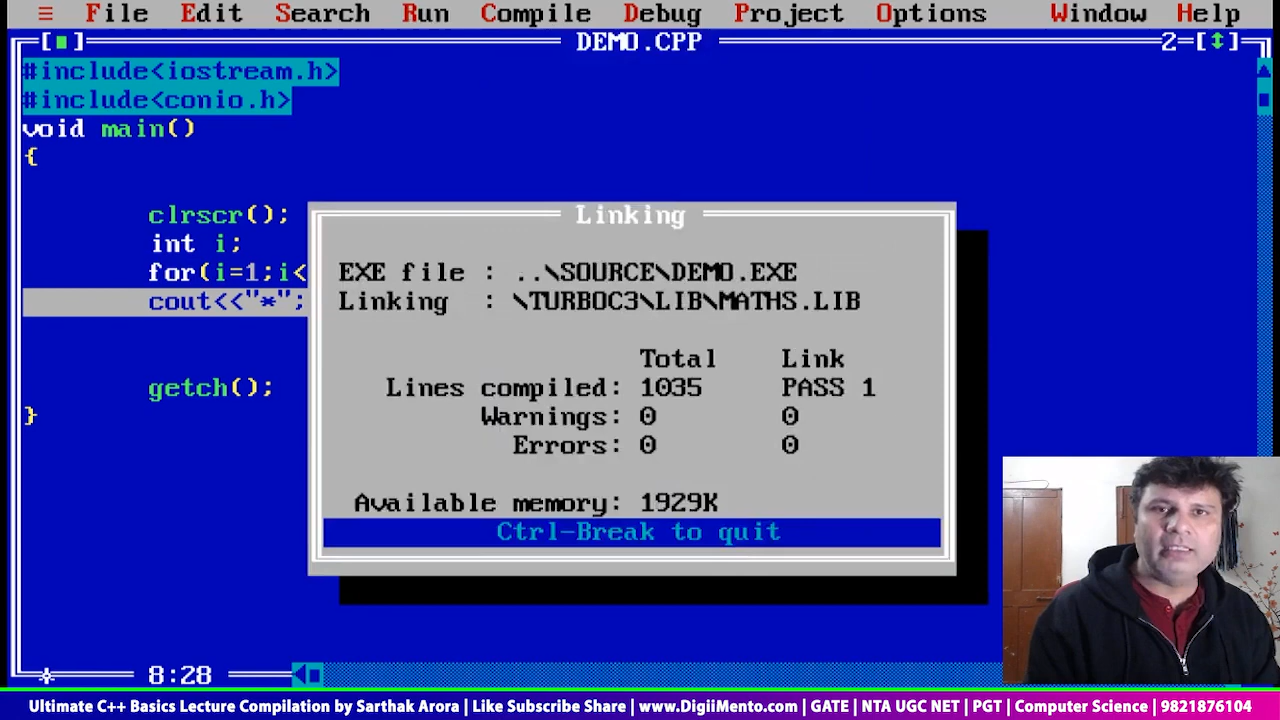 ≡ File Edit Search Run Compile Debug Project Options Window Help
[■] DEMO.CPP 2=[↕]
#include<iostream.h>
#include<conio.h>
void main()
{
clrscr();
int i;
for(i=1;i<
cout<<"*";
getch();
}
Linking
EXE file : ..\SOURCE\DEMO.EXE
Linking : \TURBOC3\LIB\MATHS.LIB
Total Link
Lines compiled: 1035 PASS 1
Warnings: 0 0
Errors: 0 0
Available memory: 1929K
Ctrl-Break to quit
8:28
Ultimate C++ Basics Lecture Compilation by Sarthak Arora | Like Subscribe Share | www.DigiiMento.com | GATE | NTA UGC NET | PGT | Computer Science | 9821876104